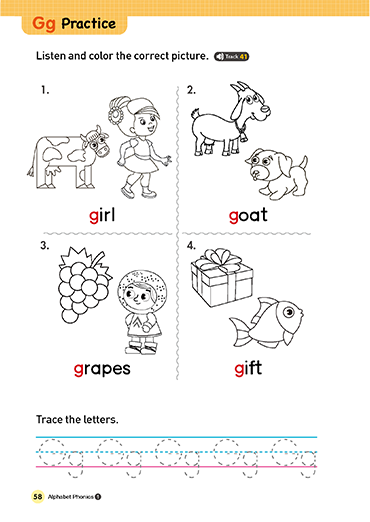 Gg Practice
Listen and color the correct picture. Track 41
1.
2.
girl
goat
3.
4.
grapes
gift
Trace the letters.
58 Alphabet Phonics 1